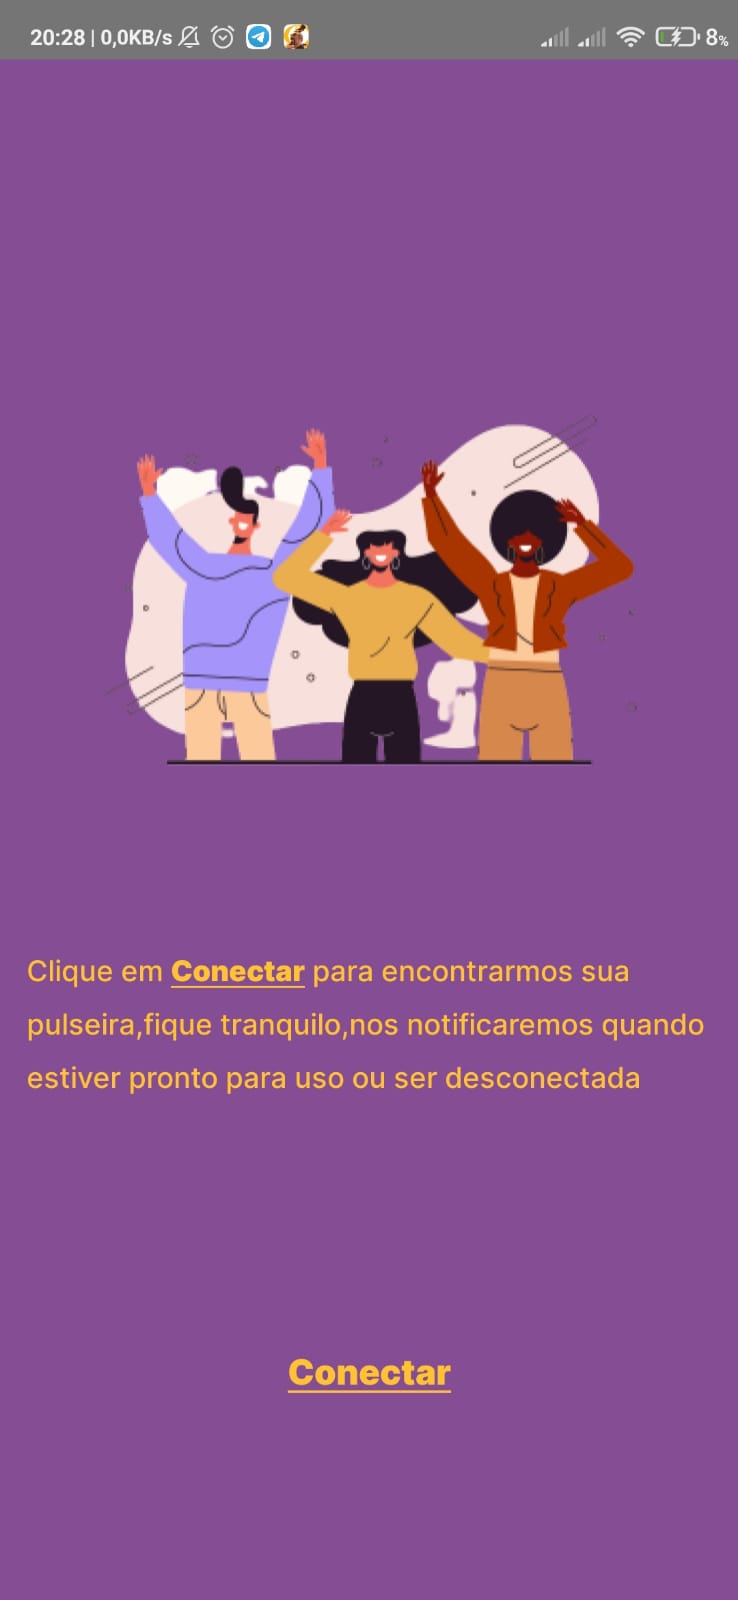 20:28 | 0,0KB/s 8%
Clique em Conectar para encontrarmos sua
pulseira,fique tranquilo,nos notificaremos quando
estiver pronto para uso ou ser desconectada
Conectar